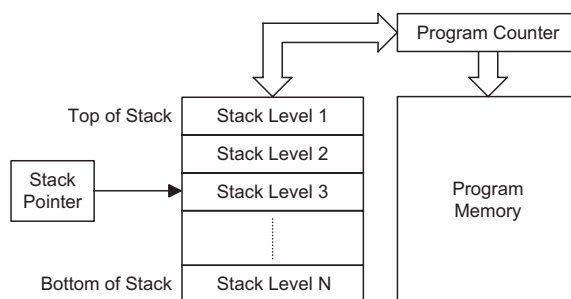 Program Counter
Top of Stack
Stack Level 1
Stack Level 2
Stack
Pointer
Stack Level 3
Program
Memory
Bottom of Stack
Stack Level N